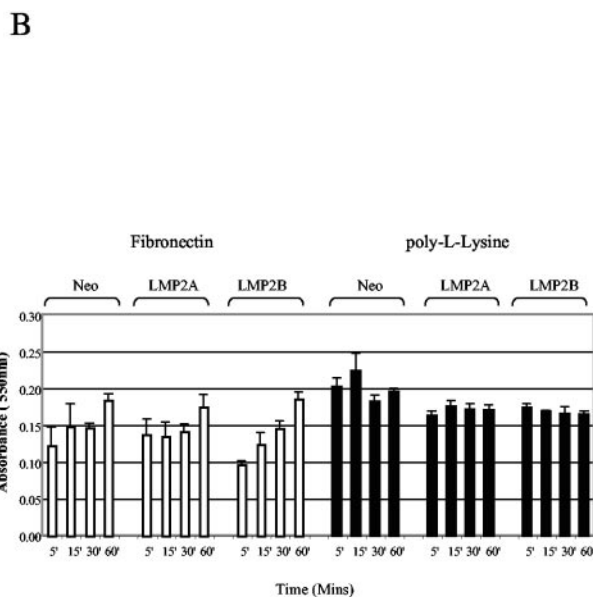 B
Fibronectin poly-L-Lysine
Neo LMP2A LMP2B Neo LMP2A LMP2B
0.30
0.25
0.20
0.15
0.10
0.05
0.00
Absorbance ( 550nm)
5' 15' 30' 60' 5' 15' 30' 60' 5' 15' 30' 60' 5' 15' 30' 60' 5' 15' 30' 60' 5' 15' 30' 60'
Time (Mins)